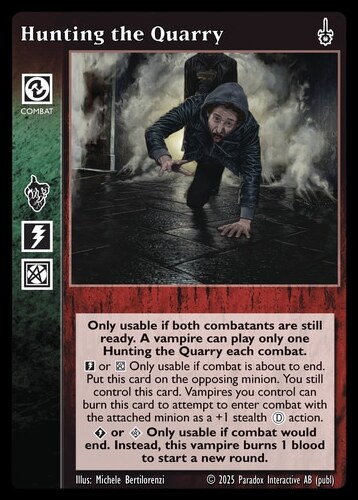 Hunting the Quarry
COMBAT
Only usable if both combatants are still
ready. A vampire can play only one
Hunting the Quarry each combat.
or Only usable if combat is about to end.
Put this card on the opposing minion. You still
control this card. Vampires you control can
burn this card to attempt to enter combat with
the attached minion as a +1 stealth Ⓓ action.
or Only usable if combat would
end. Instead, this vampire burns 1 blood
to start a new round.
Illus: Michele Bertilorenzi © 2025 Paradox Interactive AB (publ)